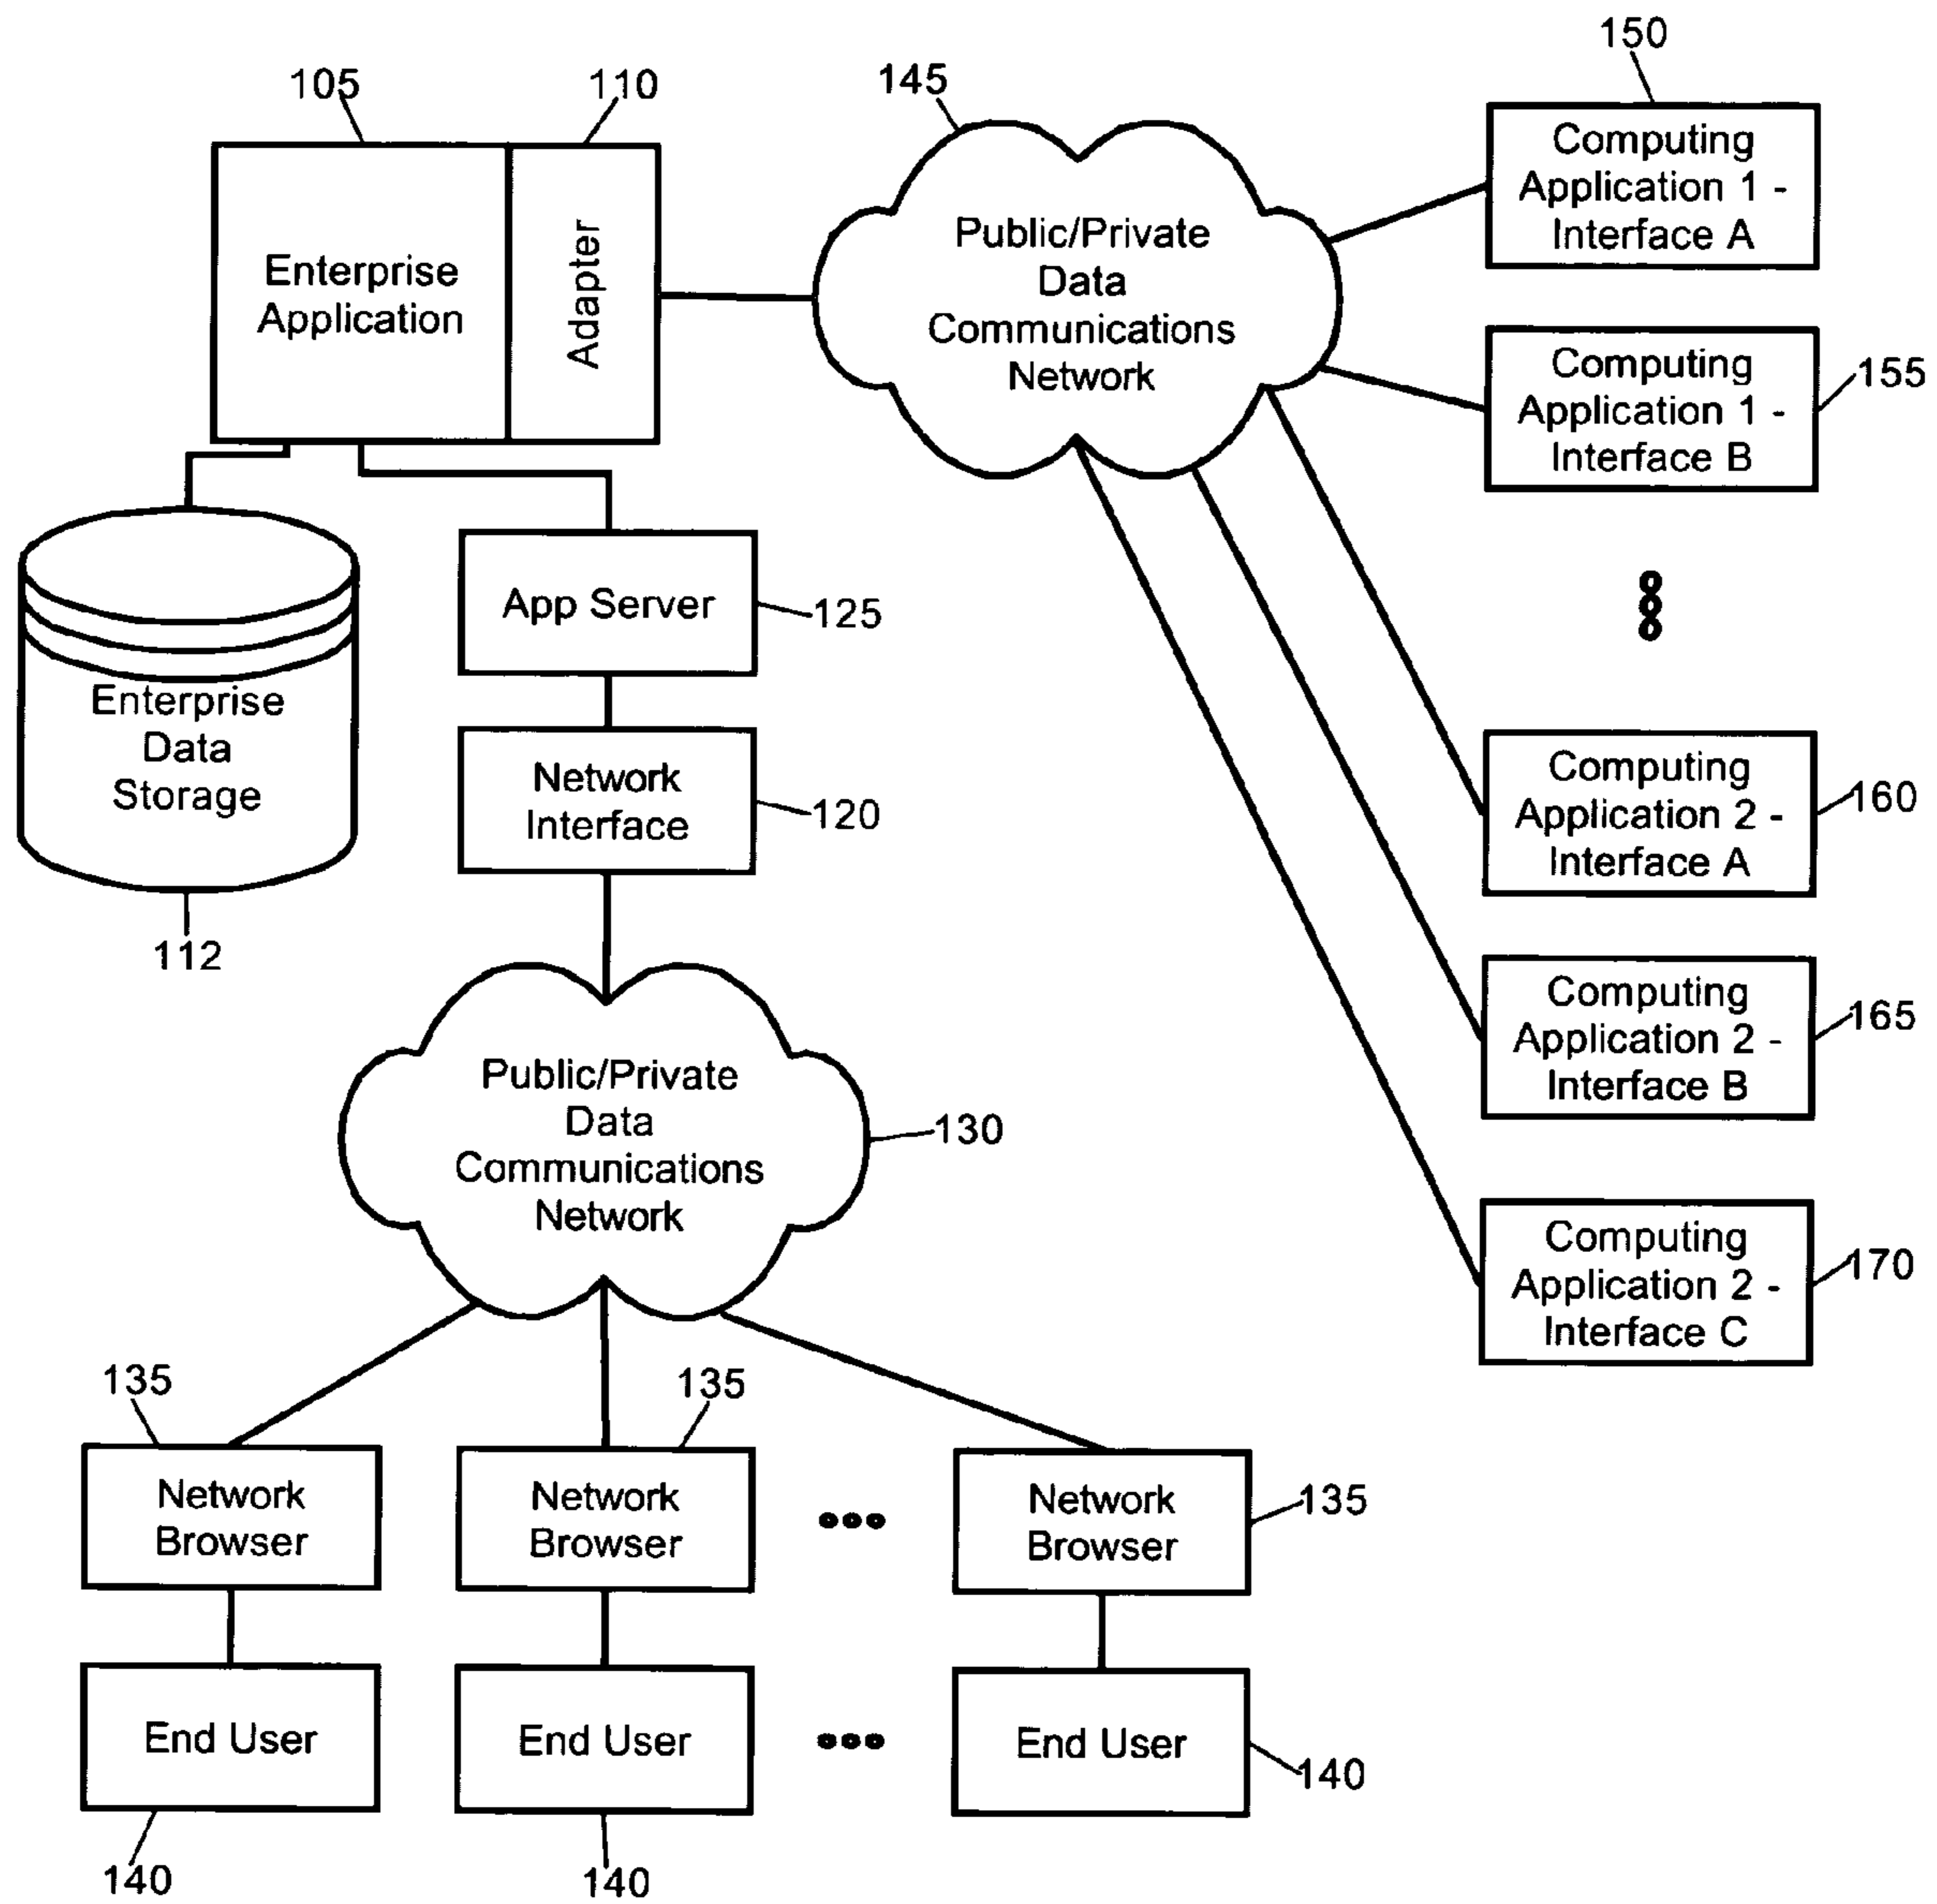 150
105
110
145
Computing
Application 1 -
Interface A
Enterprise
Application
Adapter
Public/Private
Data
Communications
Network
Computing
Application 1 -
Interface B
155
App Server
125
Enterprise
Data
Storage
112
Network
Interface
120
Computing
Application 2 -
Interface A
160
Computing
Application 2 -
Interface B
165
Public/Private
Data
Communications
Network
130
Computing
Application 2 -
Interface C
170
135
135
Network
Browser
Network
Browser
Network
Browser
135
End User
End User
End User
140
140
140